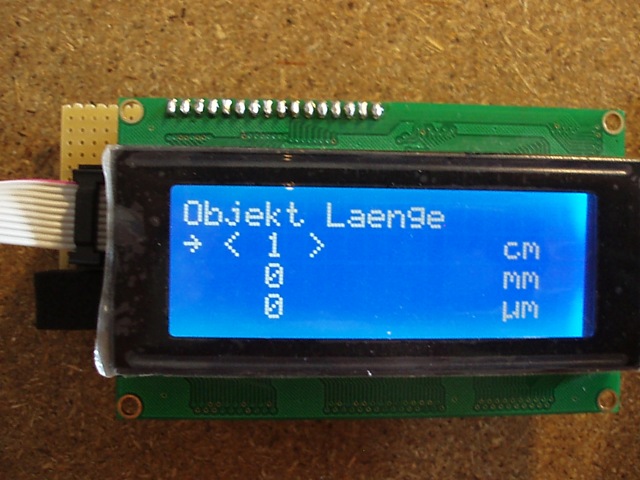 Objekt Laenge
→ < 1 > cm
0 mm
0 µm